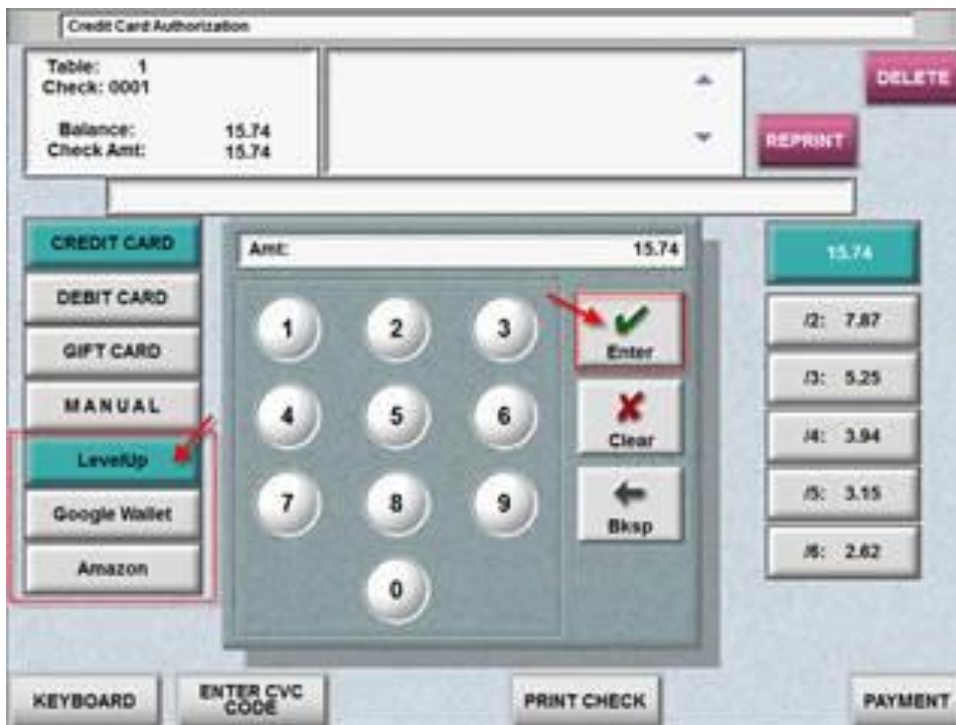 Credit Card Authorization
Table: 1
Check: 0001
Balance: 15.74
Check Amt: 15.74
DELETE
REPRINT
CREDIT CARD
DEBIT CARD
GIFT CARD
MANUAL
LevelUp
Google Wallet
Amazon
Amt: 15.74
1 2 3
4 5 6
7 8 9
0
Enter
Clear
Bksp
15.74
/2: 7.87
/3: 5.25
/4: 3.94
/5: 3.15
/6: 2.62
KEYBOARD
ENTER CVC
CODE
PRINT CHECK
PAYMENT